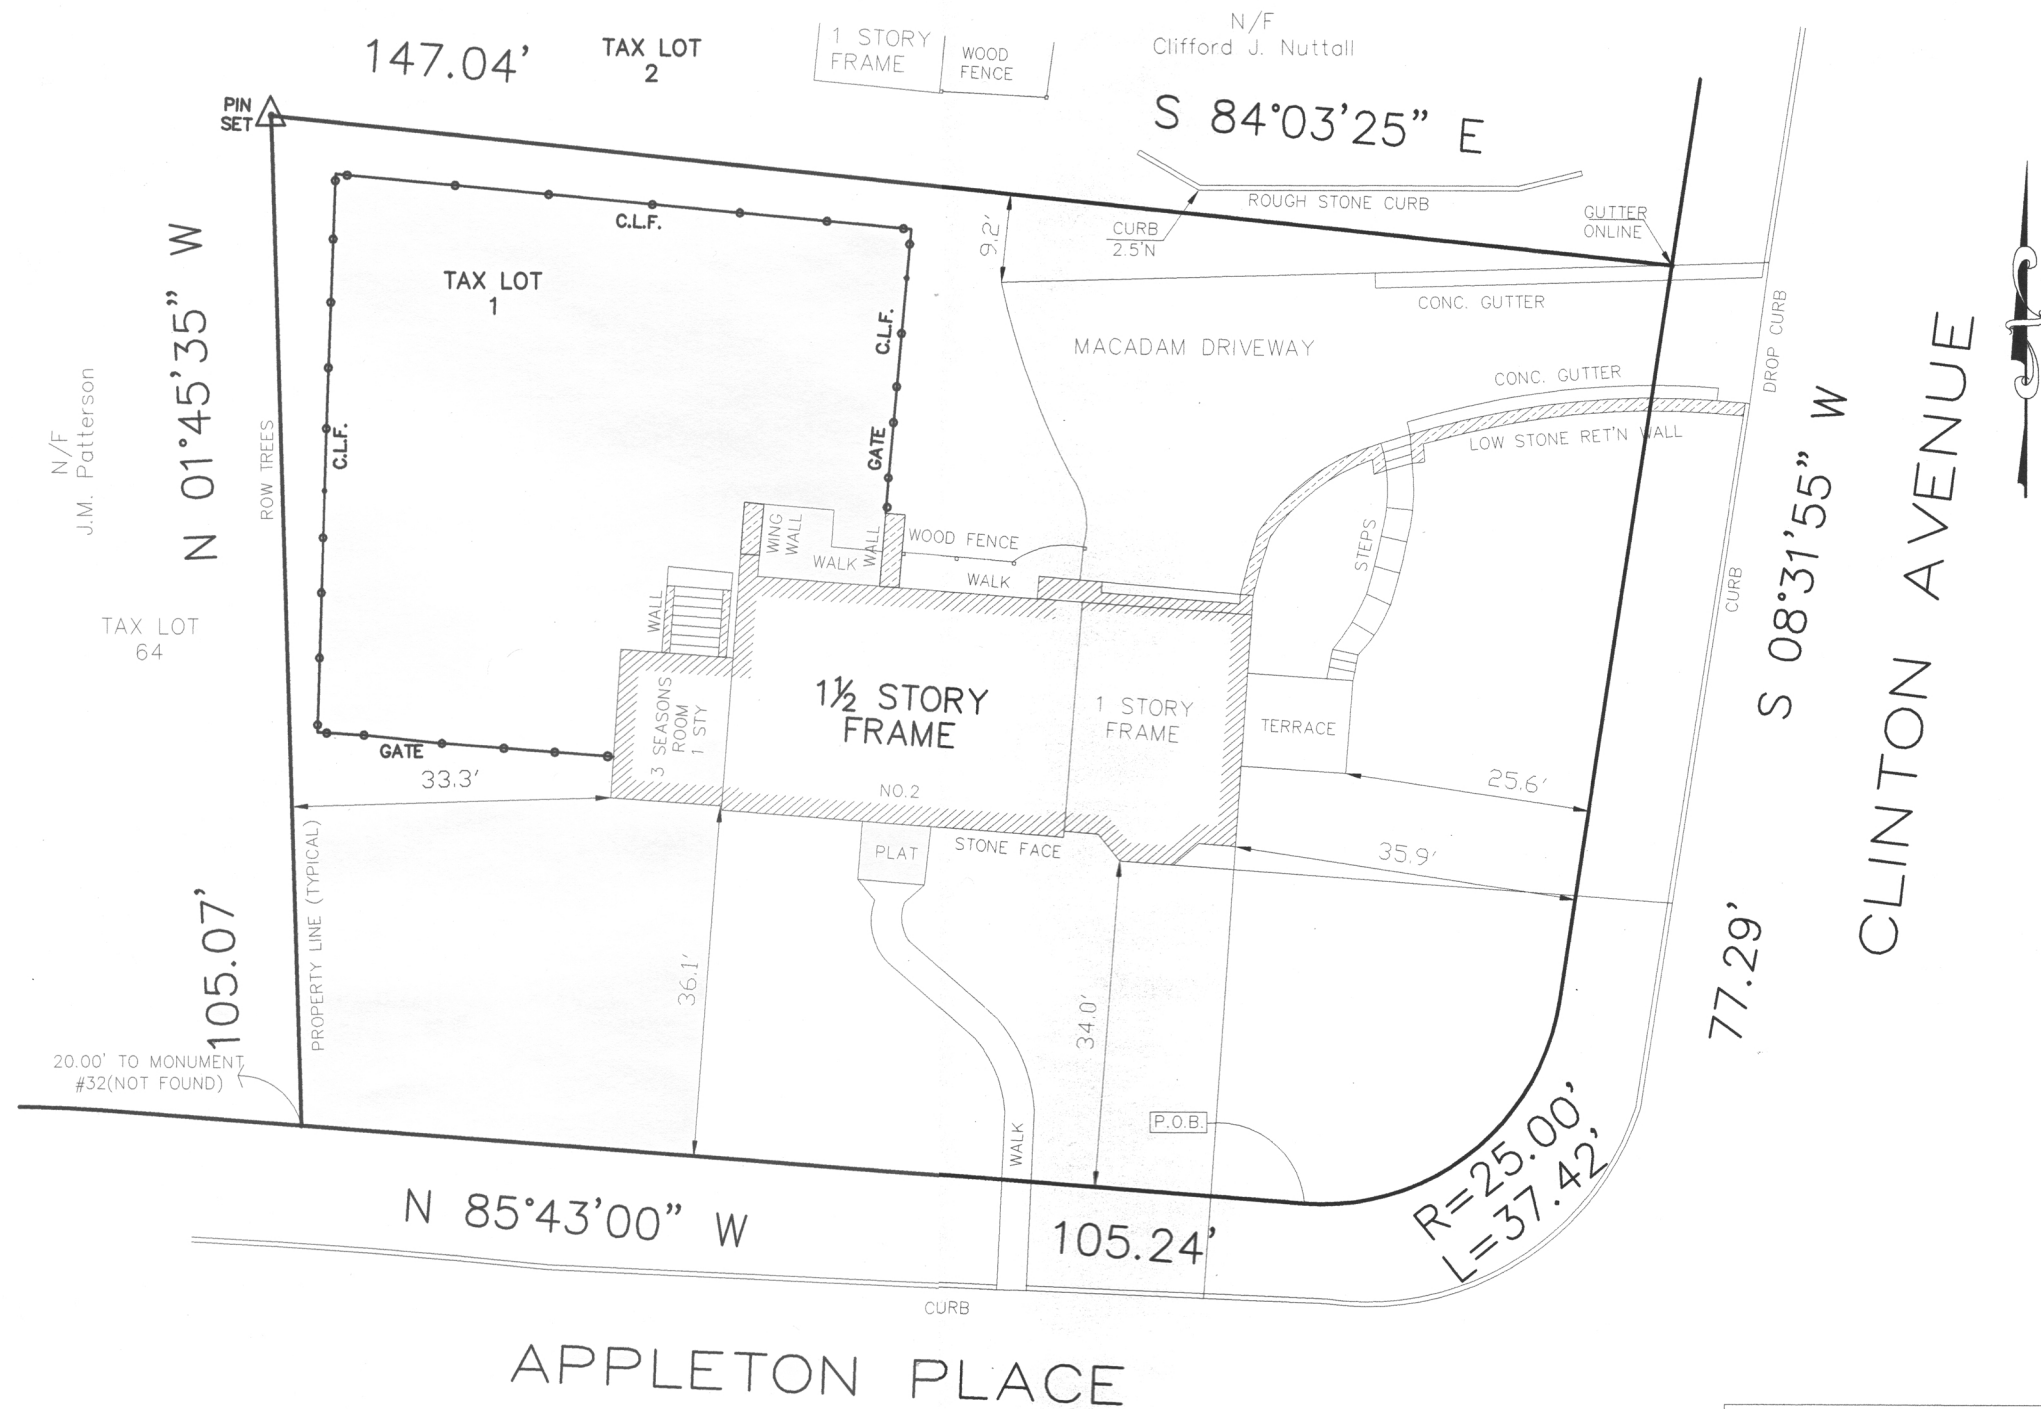 147.04'
TAX LOT
2
1 STORY
FRAME
WOOD
FENCE
N/F
Clifford J. Nuttall
S 84°03'25" E
PIN
SET
C.L.F.
TAX LOT
1
9.2'
CURB
2.5'N
ROUGH STONE CURB
GUTTER
ONLINE
CONC. GUTTER
MACADAM DRIVEWAY
DROP CURB
CONC. GUTTER
LOW STONE RET'N WALL
C.L.F.
GATE
C.L.F.
ROW TREES
N 01°45'35" W
N/F
J.M. Patterson
TAX LOT
64
WING
WALL
WALK
WALL
WOOD FENCE
WALK
STEPS
CURB
S 08°31'55" W
CLINTON AVENUE
WALL
3 SEASONS
ROOM
1 STY
1½ STORY
FRAME
1 STORY
FRAME
TERRACE
GATE
33.3'
NO.2
25.6'
PLAT
STONE FACE
35.9'
PROPERTY LINE (TYPICAL)
105.07'
36.1'
34.0'
77.29'
20.00' TO MONUMENT
#32(NOT FOUND)
P.O.B.
WALK
R=25.00'
L=37.42'
N 85°43'00" W
105.24'
CURB
APPLETON PLACE